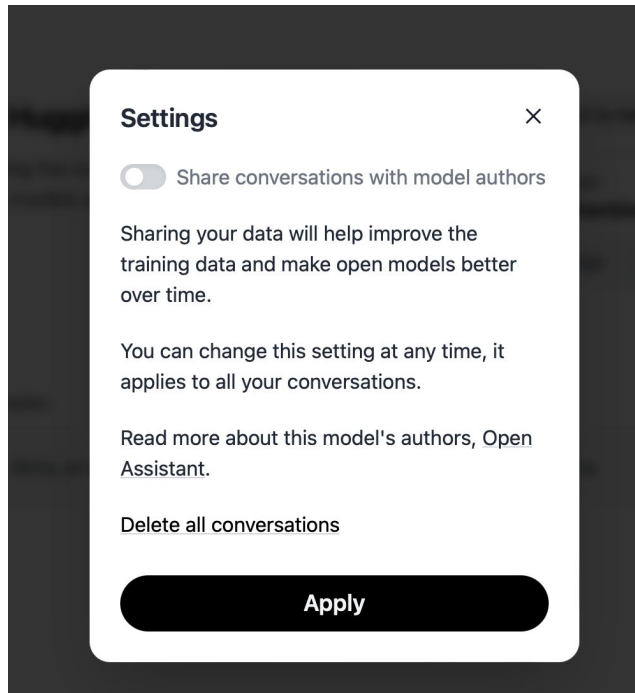 Settings
Share conversations with model authors
Sharing your data will help improve the
training data and make open models better
over time.
You can change this setting at any time, it
applies to all your conversations.
Read more about this model's authors, Open
Assistant.
Delete all conversations
Apply